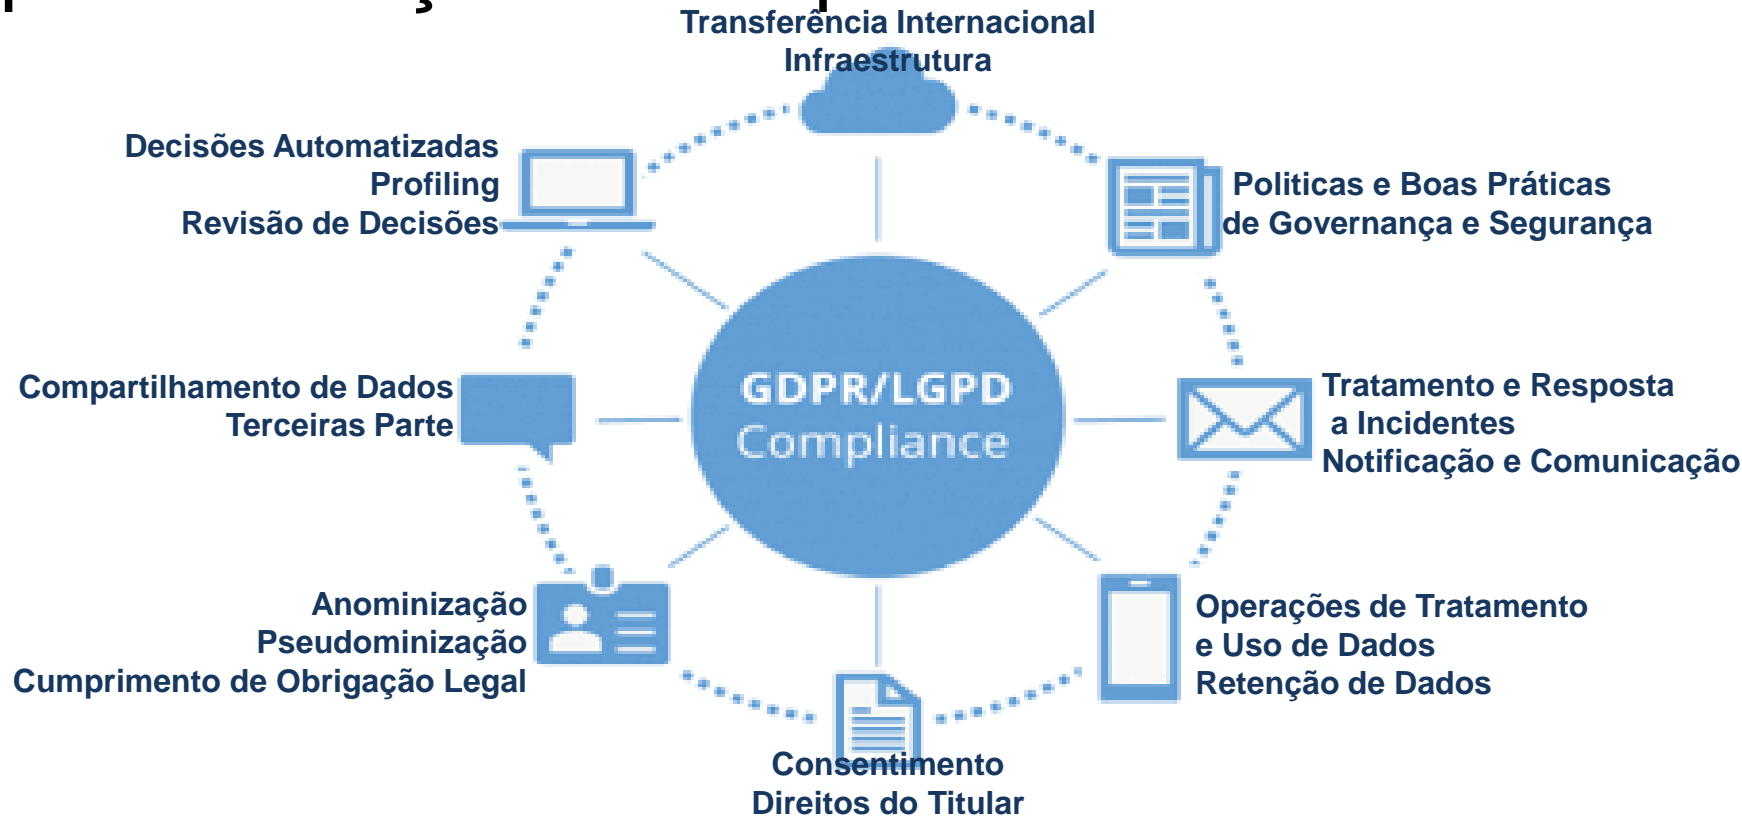 Transferência Internacional
Infraestrutura
Decisões Automatizadas
Profiling
Revisão de Decisões
Politicas e Boas Práticas
de Governança e Segurança
Compartilhamento de Dados
Terceiras Parte
GDPR/LGPD
Compliance
Tratamento e Resposta
a Incidentes
Notificação e Comunicação
Anominização
Pseudominização
Cumprimento de Obrigação Legal
Operações de Tratamento
e Uso de Dados
Retenção de Dados
Consentimento
Direitos do Titular